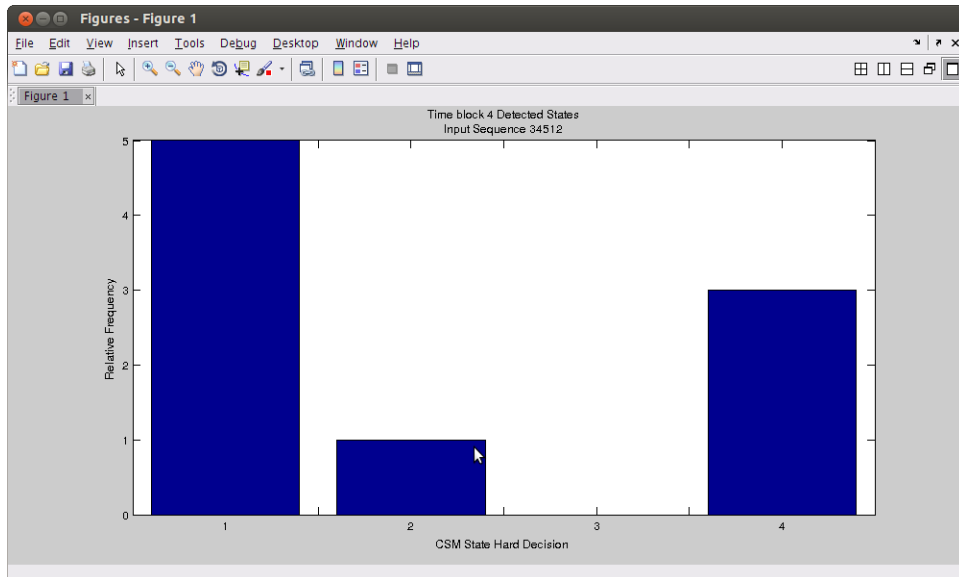 Figures - Figure 1
File Edit View Insert Tools Debug Desktop Window Help
Figure 1
Time block 4 Detected States
Input Sequence 34512
5
4
3
2
1
0
Relative Frequency
1 2 3 4
CSM State Hard Decision